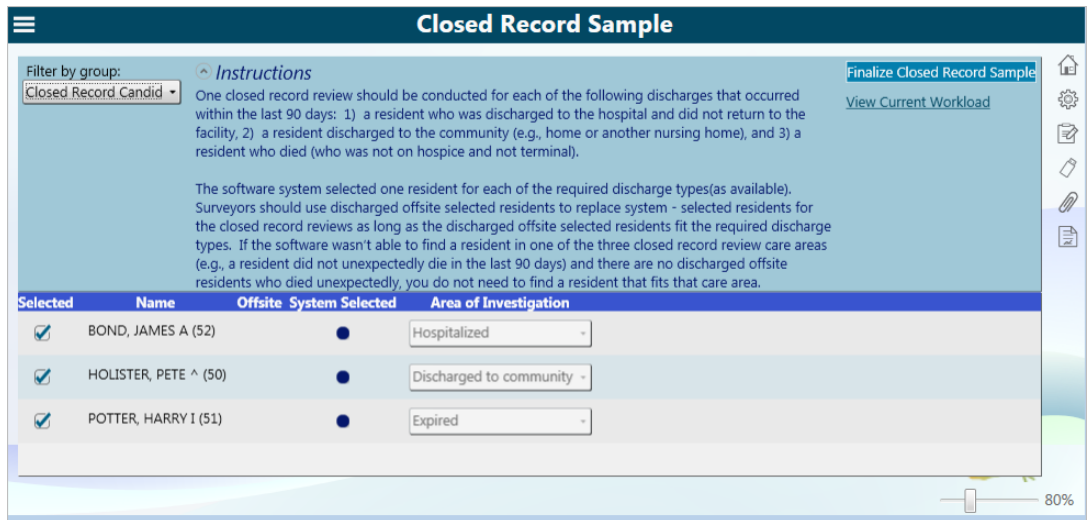 Closed Record Sample
Filter by group:
Closed Record Candid
Instructions
One closed record review should be conducted for each of the following discharges that occurred
within the last 90 days: 1) a resident who was discharged to the hospital and did not return to the
facility, 2) a resident discharged to the community (e.g., home or another nursing home), and 3) a
resident who died (who was not on hospice and not terminal).
The software system selected one resident for each of the required discharge types(as available).
Surveyors should use discharged offsite selected residents to replace system - selected residents for
the closed record reviews as long as the discharged offsite selected residents fit the required discharge
types. If the software wasn't able to find a resident in one of the three closed record review care areas
(e.g., a resident did not unexpectedly die in the last 90 days) and there are no discharged offsite
residents who died unexpectedly, you do not need to find a resident that fits that care area.
Finalize Closed Record Sample
View Current Workload
Selected Name Offsite System Selected Area of Investigation
BOND, JAMES A (52) Hospitalized
HOLISTER, PETE ^ (50) Discharged to community
POTTER, HARRY I (51) Expired
80%